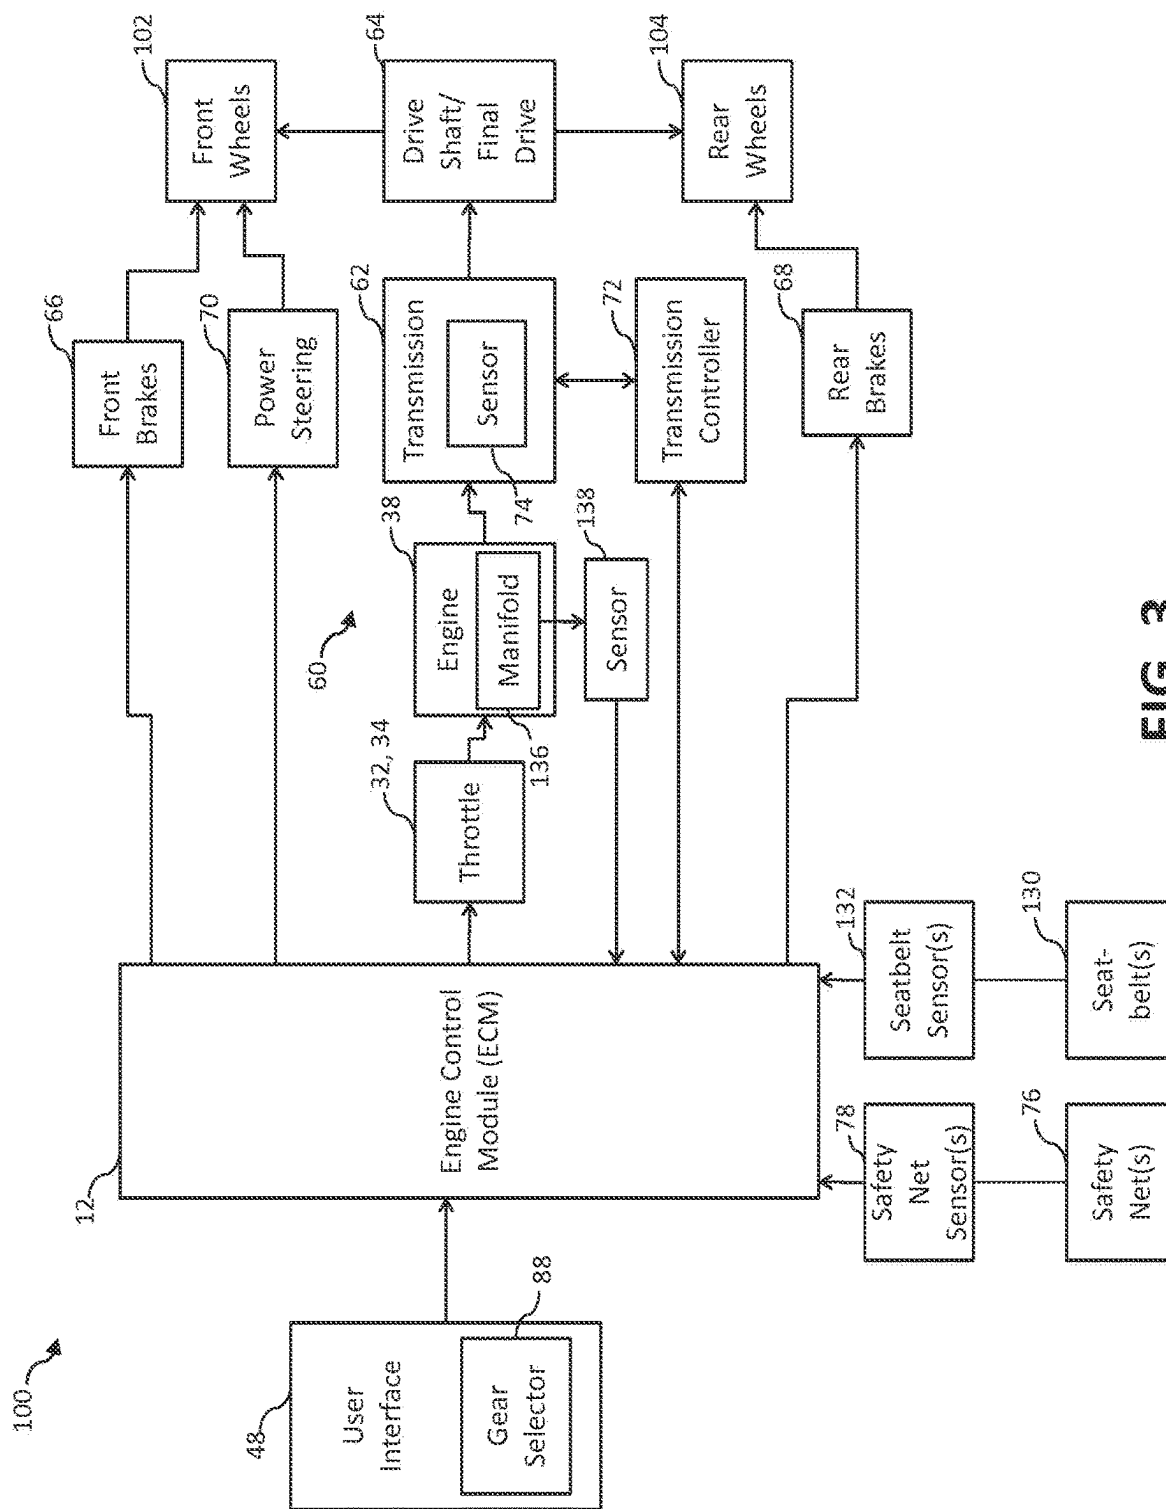 100
48
User
Interface
Gear
Selector
88
12
Engine Control
Module (ECM)
Safety
Net
Sensor(s)
78
Safety
Net(s)
76
Seatbelt
Sensor(s)
132
Seat-
belt(s)
130
Throttle
32, 34
60
Engine
38
Manifold
136
Sensor
138
Front
Brakes
66
Power
Steering
70
Transmission
62
Sensor
74
Transmission
Controller
72
Rear
Brakes
68
Front
Wheels
102
Drive
Shaft/
Final
Drive
64
Rear
Wheels
104
FIG. 3